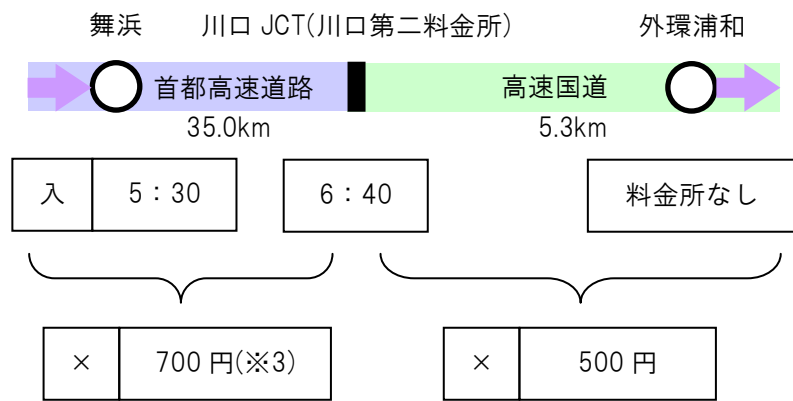 舞浜 川口 JCT(川口第二料金所) 外環浦和
首都高速道路 高速国道
35.0km 5.3km
入 5：30 6：40 料金所なし
× 700 円(※3) × 500 円